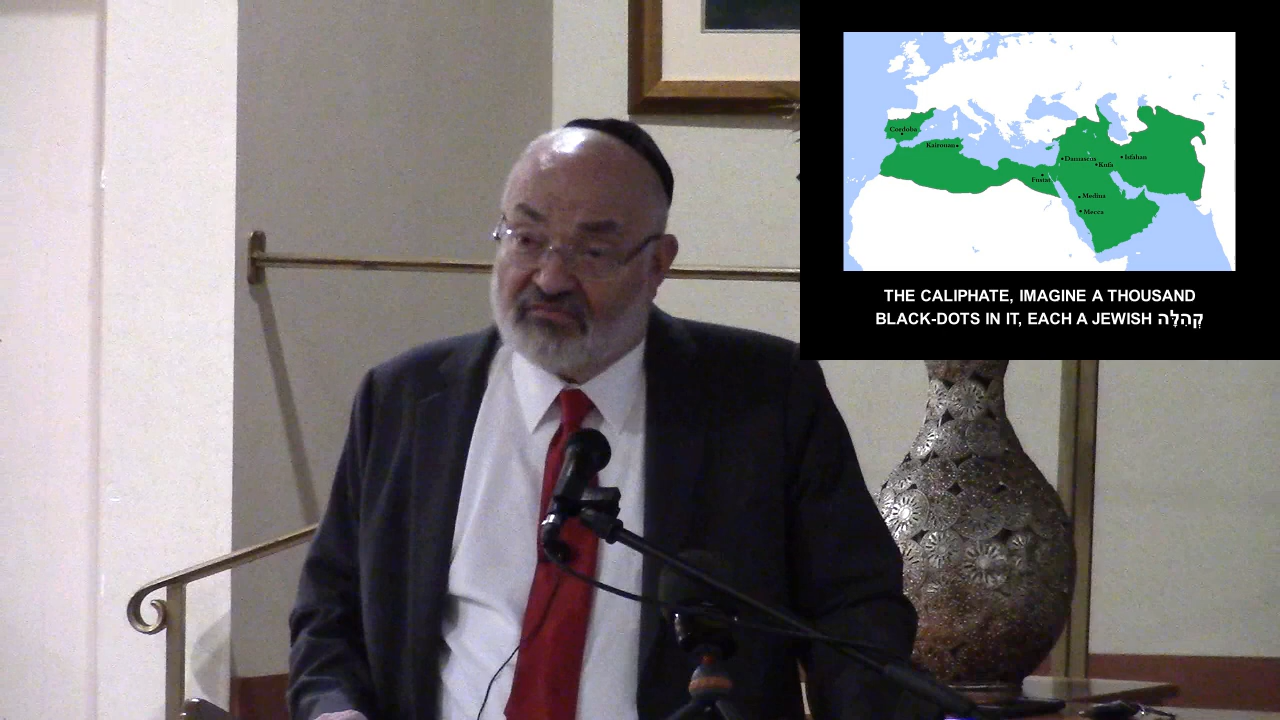 Cordoba
Kairouan
Damascus
Isfahan
Kufa
Fustat
Medina
Mecca
THE CALIPHATE, IMAGINE A THOUSAND
BLACK-DOTS IN IT, EACH A JEWISH קְהִלָּה